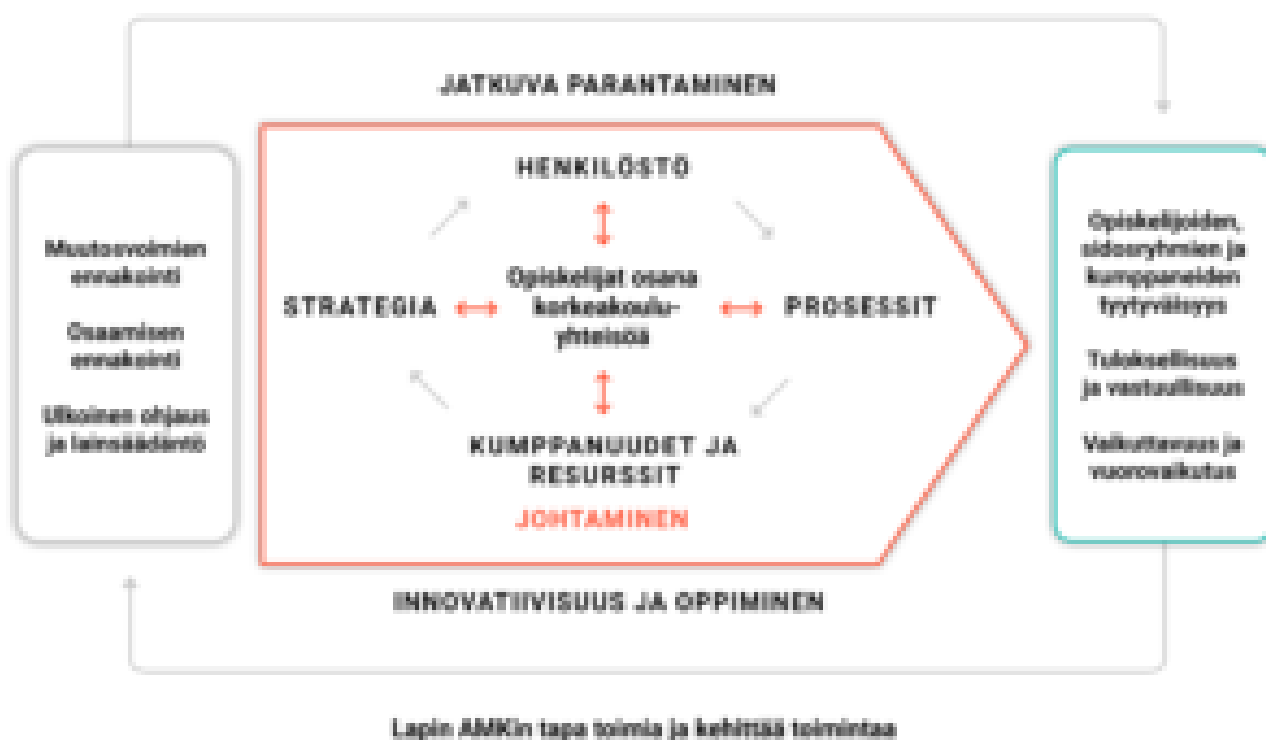 JATKUVA PARANTAMINEN
Muutosvoimien
ennakointi
Osaamisen
ennakointi
Ulkoinen ohjaus
ja lainsäädäntö
HENKILÖSTÖ
STRATEGIA
Opiskelijat osana
korkeakoulu-
yhteisöä
PROSESSIT
KUMPPANUUDET JA
RESURSSIT
JOHTAMINEN
Opiskelijoiden,
sidosryhmien ja
kumppaneiden
tyytyväisyys
Tuloksellisuus
ja vastuullisuus
Vaikuttavuus ja
vuorovaikutus
INNOVATIIVISUUS JA OPPIMINEN
Lapin AMKin tapa toimia ja kehittää toimintaa